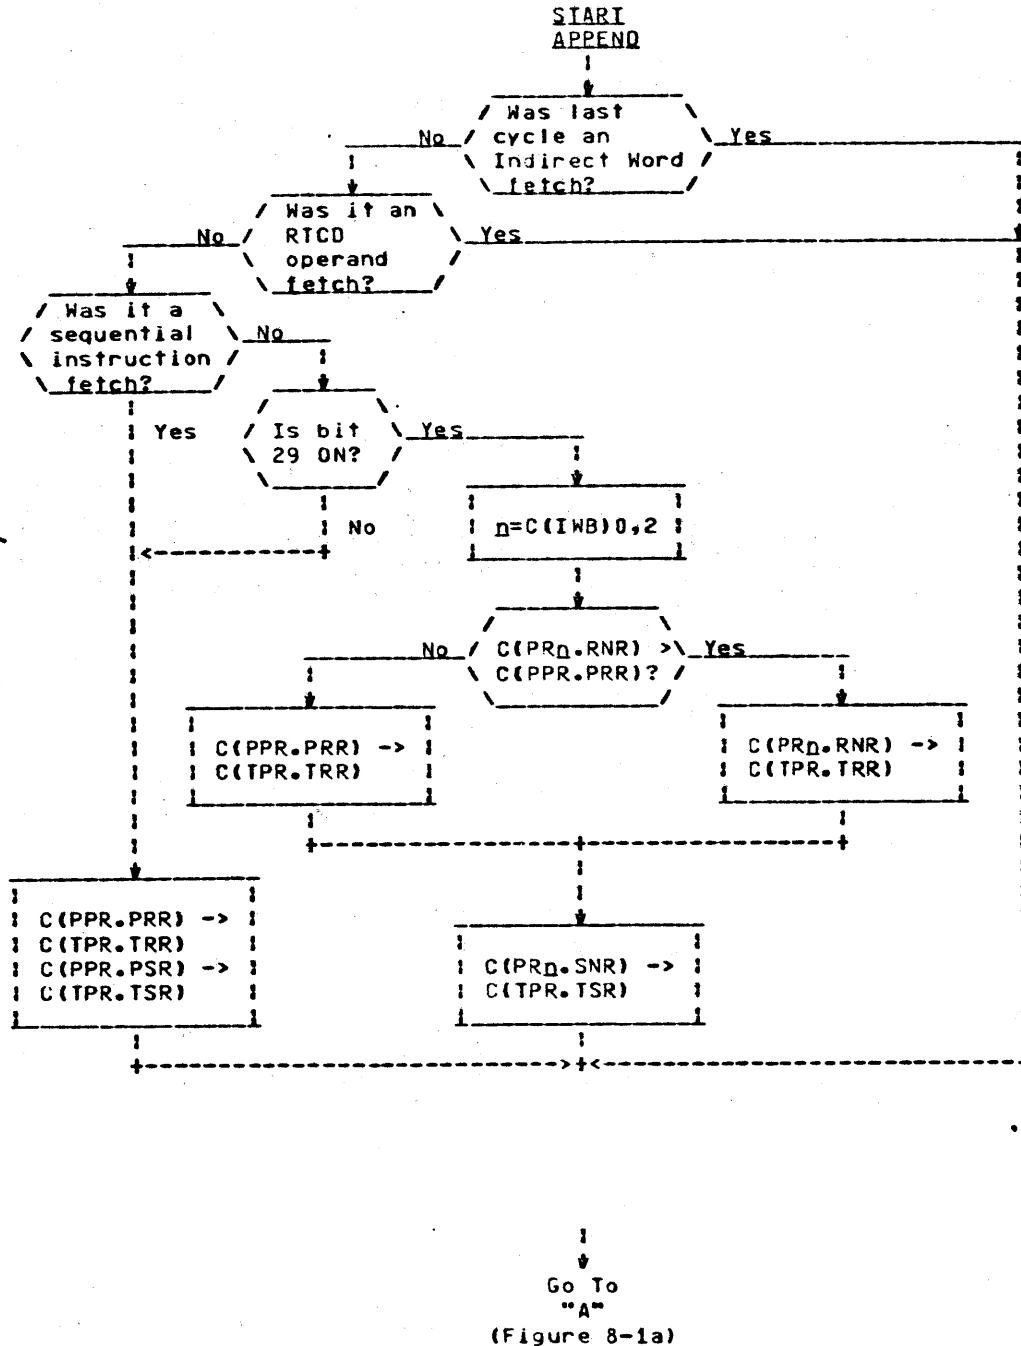 START
APPEND
Was last
cycle an
Indirect Word
fetch?
No
Yes
Was it an
RTCD
operand
fetch?
No
Yes
Was it a
sequential
instruction
fetch?
No
Yes
Is bit
29 ON?
Yes
No
n=C(IWB)0,2
C(PRn.RNR) >
C(PPR.PRR)?
No
Yes
C(PPR.PRR) ->
C(TPR.TRR)
C(PRn.RNR) ->
C(TPR.TRR)
C(PPR.PRR) ->
C(TPR.TRR)
C(PPR.PSR) ->
C(TPR.TSR)
C(PRn.SNR) ->
C(TPR.TSR)
Go To
"A"
(Figure 8-1a)